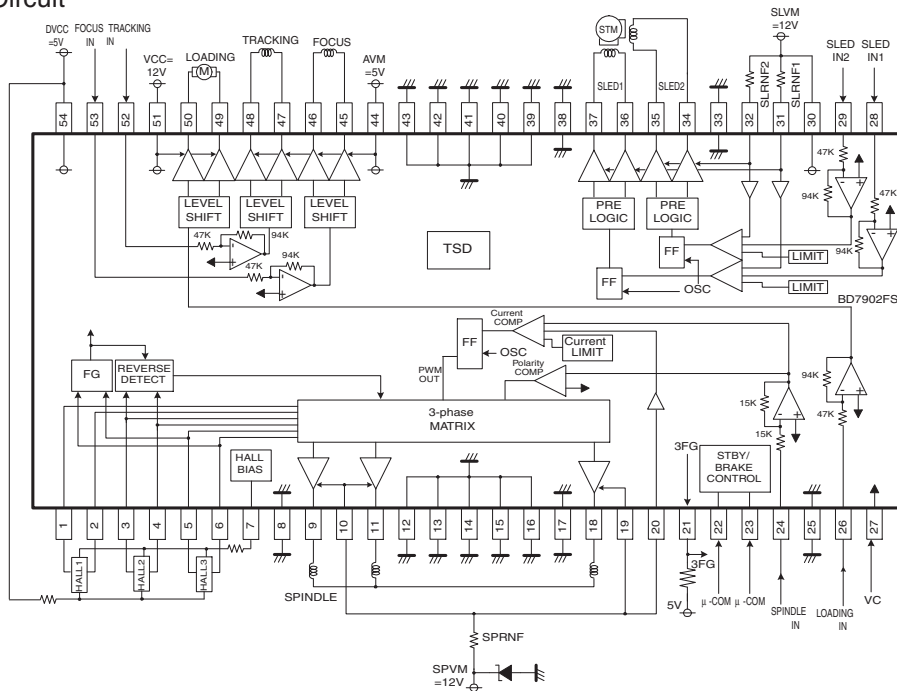 Circuit
DVCC =5V
FOCUS IN
TRACKING IN
VCC= 12V
LOADING
M
TRACKING
FOCUS
AVM =5V
STM
SLED1
SLED2
SLVM =12V
SLRNF2
SLRNF1
SLED IN2
SLED IN1
54 53 52 51 50 49 48 47 46 45 44 43 42 41 40 39 38 37 36 35 34 33 32 31 30 29 28
LEVEL SHIFT
LEVEL SHIFT
LEVEL SHIFT
47K
94K
47K
94K
TSD
PRE LOGIC
PRE LOGIC
FF
FF
OSC
LIMIT
LIMIT
47K
94K
47K
94K
BD7902FS
FG
REVERSE DETECT
PWM OUT
FF
OSC
Current COMP
Current LIMIT
Polarity COMP
3-phase MATRIX
HALL BIAS
15K
15K
94K
47K
3FG
STBY/ BRAKE CONTROL
1 2 3 4 5 6 7 8 9 10 11 12 13 14 15 16 17 18 19 20 21 22 23 24 25 26 27
HALL1
HALL2
HALL3
SPINDLE
SPRNF
SPVM =12V
3FG
5V
μ-COM
μ-COM
SPINDLE IN
LOADING IN
VC